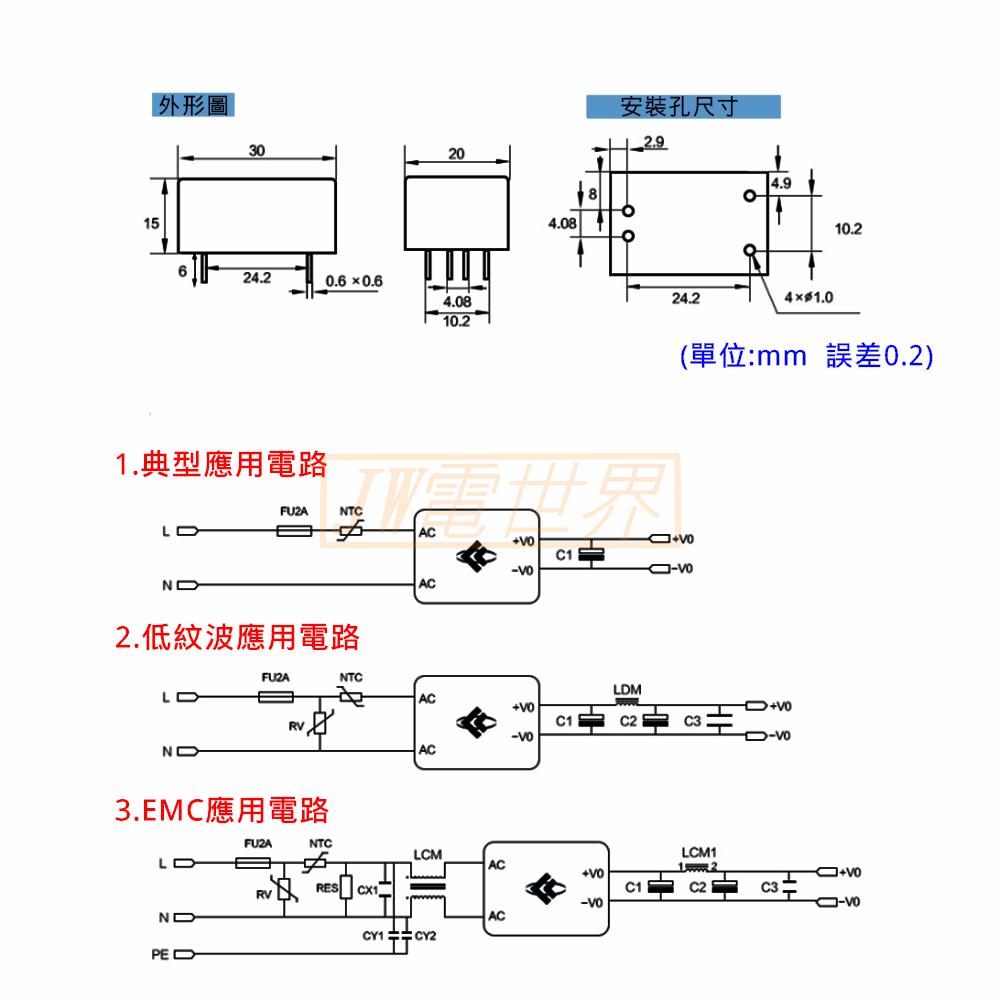 外形圖
安裝孔尺寸
30
15
6
24.2
0.6 ×0.6
20
4.08
10.2
2.9
8
4.08
4.9
10.2
24.2
4×ø1.0
(單位:mm 誤差0.2)
1.典型應用電路
JW電世界
L
FU2A
NTC
AC
+V0
C1
+V0
N
AC
−V0
−V0
2.低紋波應用電路
L
FU2A
NTC
RV
AC
+V0
LDM
C1
C2
C3
+V0
N
AC
−V0
−V0
3.EMC應用電路
L
FU2A
NTC
RV
RES
CX1
LCM
AC
+V0
LCM1
1
2
C1
C2
C3
+V0
N
AC
−V0
−V0
CY1
CY2
PE